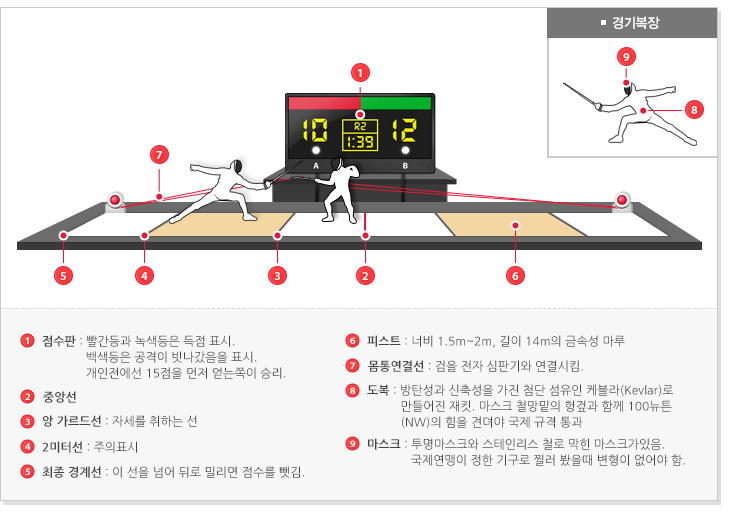 경기복장
9
8
1
10
R2
1:39
12
A
B
7
5
4
3
2
6
1 점수판 : 빨간등과 녹색등은 득점 표시.
백색등은 공격이 빗나갔음을 표시.
개인전에선 15점을 먼저 얻는쪽이 승리.
2 중앙선
3 앙 가르드선 : 자세를 취하는 선
4 2미터선 : 주의표시
5 최종 경계선 : 이 선을 넘어 뒤로 밀리면 점수를 뺏김.
6 피스트 : 너비 1.5m~2m, 길이 14m의 금속성 마루
7 몸통연결선 : 검을 전자 심판기와 연결시킴.
8 도복 : 방탄성과 신축성을 가진 첨단 섬유인 케블라(Kevlar)로
만들어진 재킷. 마스크 철망밑의 헝겊과 함께 100뉴튼
(NW)의 힘을 견뎌야 국제 규격 통과
9 마스크 : 투명마스크와 스테인리스 철로 막힌 마스크가있음.
국제연맹이 정한 기구로 찔러 봤을때 변형이 없어야 함.